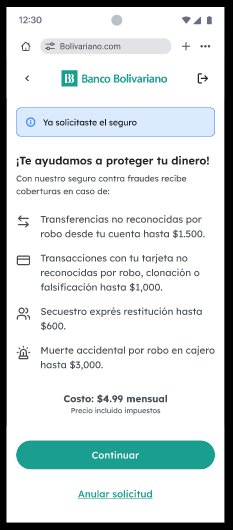 12:30
Bolivariano.com
Banco Bolivariano
Ya solicitaste el seguro
¡Te ayudamos a proteger tu dinero!
Con nuestro seguro contra fraudes recibe
coberturas en caso de:
Transferencias no reconocidas por
robo desde tu cuenta hasta $1.500.
Transacciones con tu tarjeta no
reconocidas por robo, clonación o
falsificación hasta $1,000.
Secuestro exprés restitución hasta
$600.
Muerte accidental por robo en cajero
hasta $3,000.
Costo: $4.99 mensual
Precio incluido impuestos
Continuar
Anular solicitud